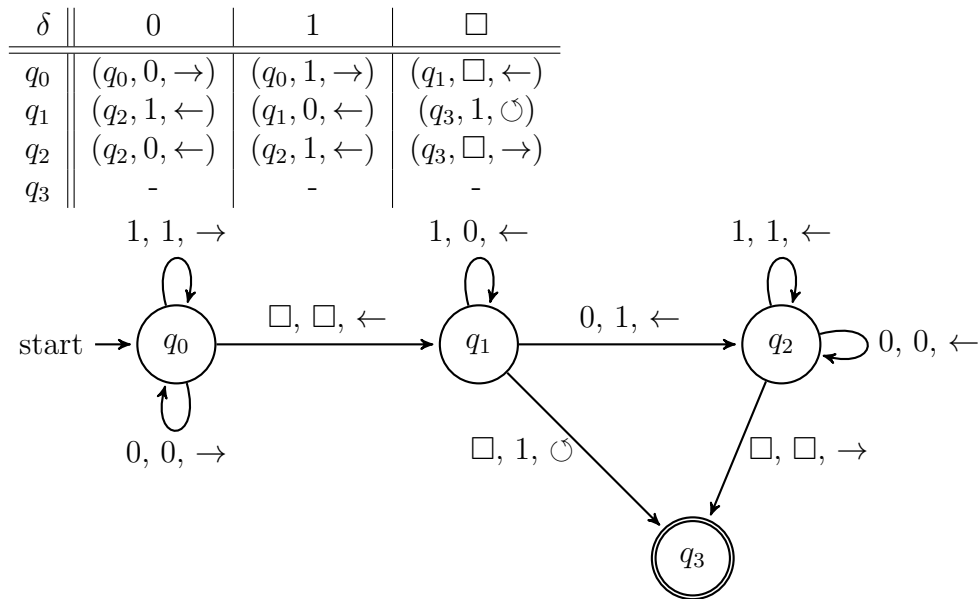 δ 0 1 □
q₀ (q₀, 0, →) (q₀, 1, →) (q₁, □, ←)
q₁ (q₂, 1, ←) (q₁, 0, ←) (q₃, 1, ↺)
q₂ (q₂, 0, ←) (q₂, 1, ←) (q₃, □, →)
q₃ - - -
1, 1, → 1, 0, ← 1, 1, ←
□, □, ← 0, 1, ←
start q₀ q₁ q₂ 0, 0, ←
0, 0, → □, 1, ↺ □, □, →
q₃